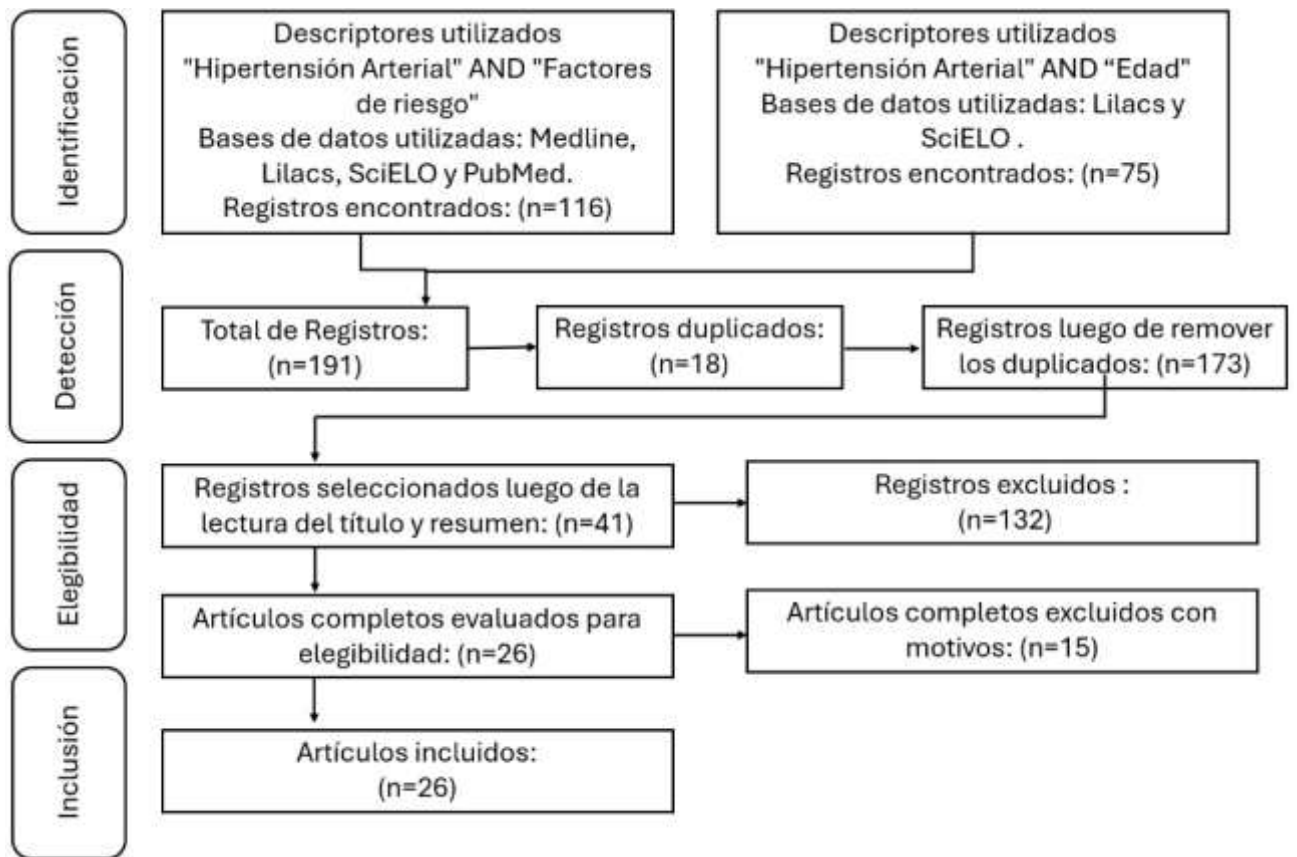 Identificación
Descriptores utilizados
"Hipertensión Arterial" AND "Factores
de riesgo"
Bases de datos utilizadas: Medline,
Lilacs, SciELO y PubMed.
Registros encontrados: (n=116)
Descriptores utilizados
"Hipertensión Arterial" AND “Edad"
Bases de datos utilizadas: Lilacs y
SciELO .
Registros encontrados: (n=75)
Detección
Total de Registros:
(n=191)
Registros duplicados:
(n=18)
Registros luego de remover
los duplicados: (n=173)
Elegibilidad
Registros seleccionados luego de la
lectura del título y resumen: (n=41)
Registros excluidos :
(n=132)
Artículos completos evaluados para
elegibilidad: (n=26)
Artículos completos excluidos con
motivos: (n=15)
Inclusión
Artículos incluidos:
(n=26)